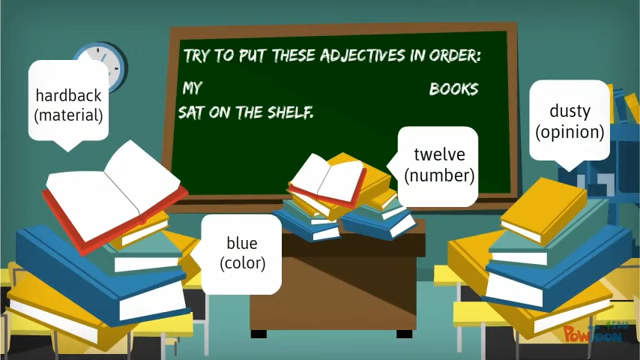 TRY TO PUT THESE ADJECTIVES IN ORDER:
MY BOOKS
SAT ON THE SHELF.
hardback
(material)
dusty
(opinion)
twelve
(number)
blue
(color)
POWTOON